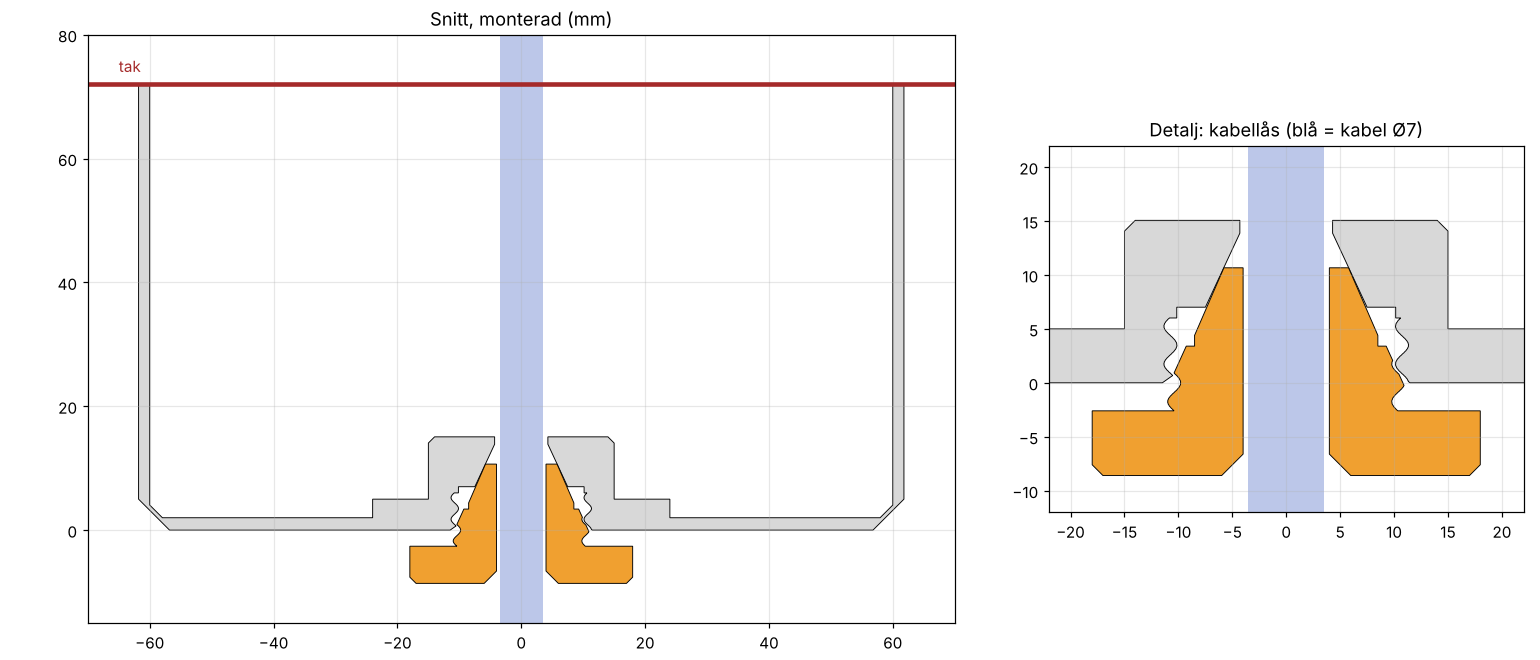 Snitt, monterad (mm)
80
tak
60
40
20
0
−60 −40 −20 0 20 40 60
Detalj: kabellås (blå = kabel Ø7)
20
15
10
5
0
−5
−10
−20 −15 −10 −5 0 5 10 15 20